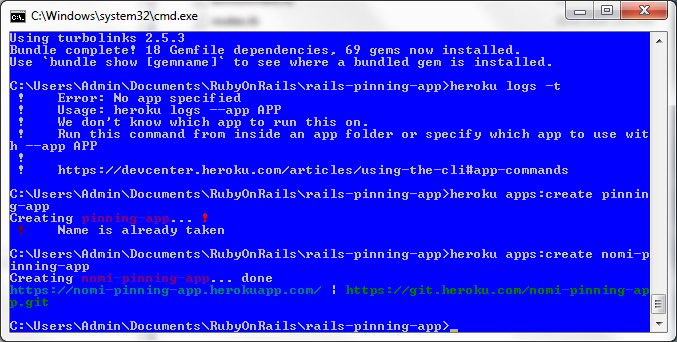 C:\Windows\system32\cmd.exe
Using turbolinks 2.5.3
Bundle complete! 18 Gemfile dependencies, 69 gems now installed.
Use `bundle show [gemname]` to see where a bundled gem is installed.
C:\Users\Admin\Documents\RubyOnRails\rails-pinning-app>heroku logs -t
!    Error: No app specified
!    Usage: heroku logs --app APP
!    We don't know which app to run this on.
!    Run this command from inside an app folder or specify which app to use wit
h --app APP
!
!    https://devcenter.heroku.com/articles/using-the-cli#app-commands
C:\Users\Admin\Documents\RubyOnRails\rails-pinning-app>heroku apps:create pinnin
g-app
Creating pinning-app... !
!    Name is already taken
C:\Users\Admin\Documents\RubyOnRails\rails-pinning-app>heroku apps:create nomi-p
inning-app
Creating nomi-pinning-app... done
https://nomi-pinning-app.herokuapp.com/ | https://git.heroku.com/nomi-pinning-ap
p.git
C:\Users\Admin\Documents\RubyOnRails\rails-pinning-app>_